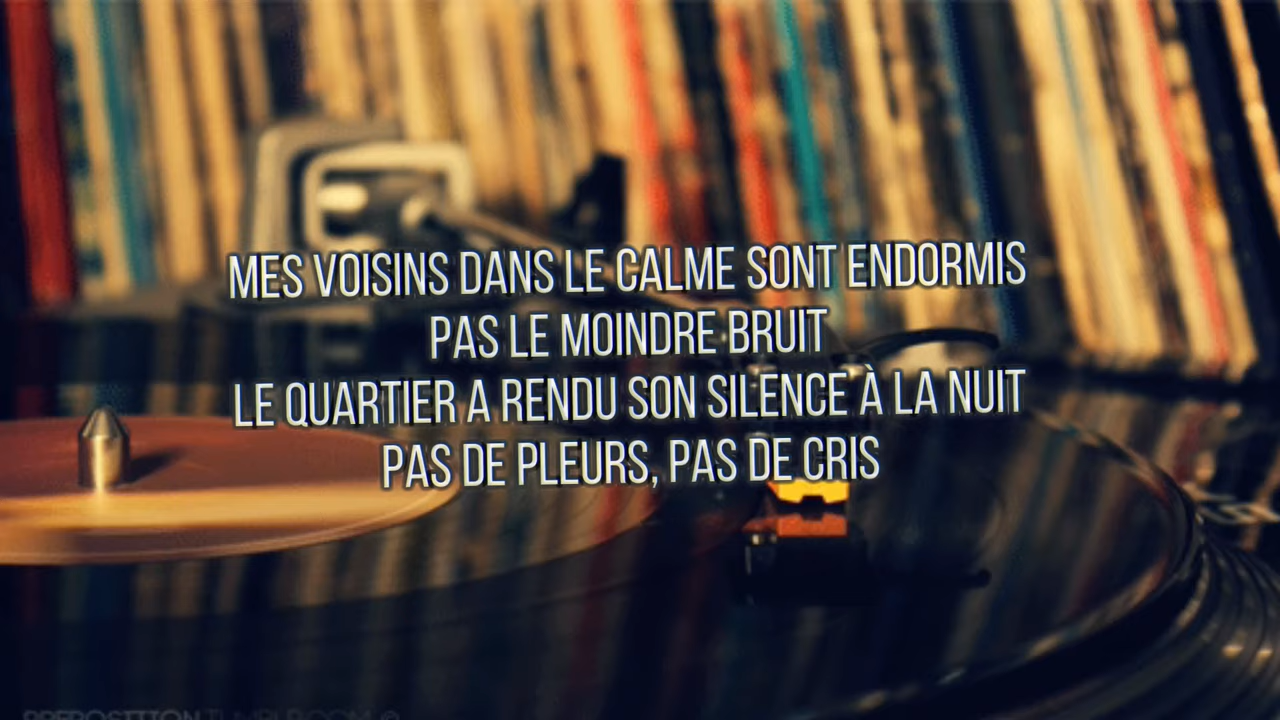 MES VOISINS DANS LE CALME SONT ENDORMIS
PAS LE MOINDRE BRUIT
LE QUARTIER A RENDU SON SILENCE À LA NUIT
PAS DE PLEURS, PAS DE CRIS